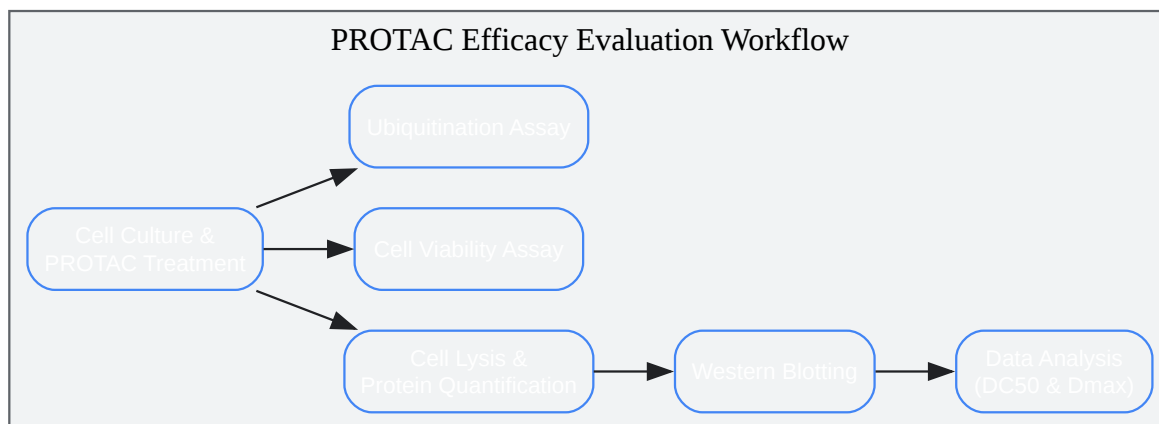 PROTAC Efficacy Evaluation Workflow
Ubiquitination Assay
Cell Culture &
PROTAC Treatment
Cell Viability Assay
Cell Lysis &
Protein Quantification
Western Blotting
Data Analysis
(DC50 & Dmax)